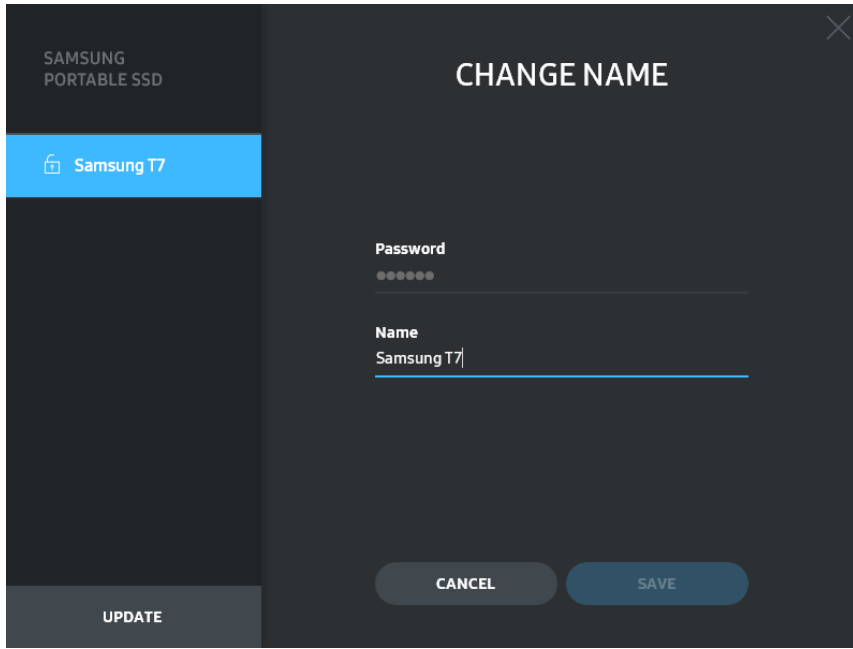 SAMSUNG
PORTABLE SSD
Samsung T7
UPDATE
CHANGE NAME
Password
●●●●●●
Name
Samsung T7
CANCEL
SAVE